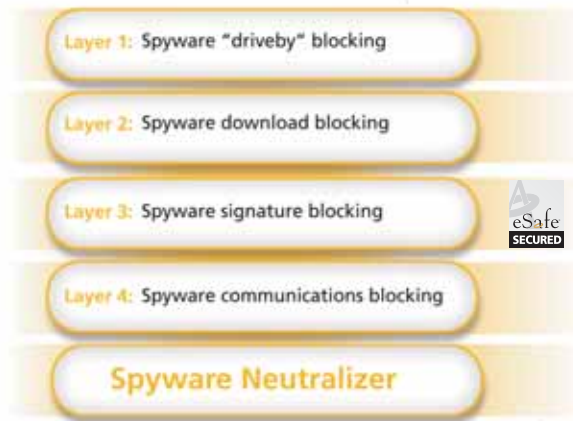 Layer 1: Spyware "driveby" blocking
Layer 2: Spyware download blocking
Layer 3: Spyware signature blocking
eSafe
SECURED
Layer 4: Spyware communications blocking
Spyware Neutralizer